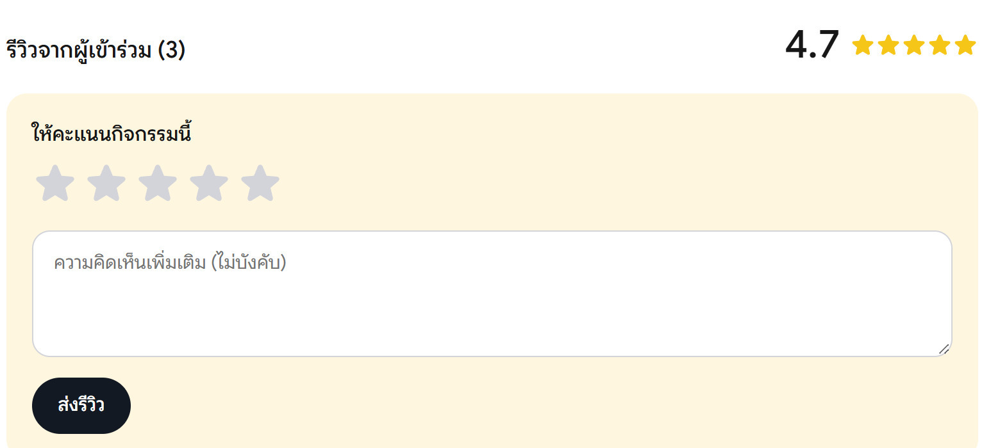 รีวิวจากผู้เข้าร่วม (3)
4.7
ให้คะแนนกิจกรรมนี้
ความคิดเห็นเพิ่มเติม (ไม่บังคับ)
ส่งรีวิว